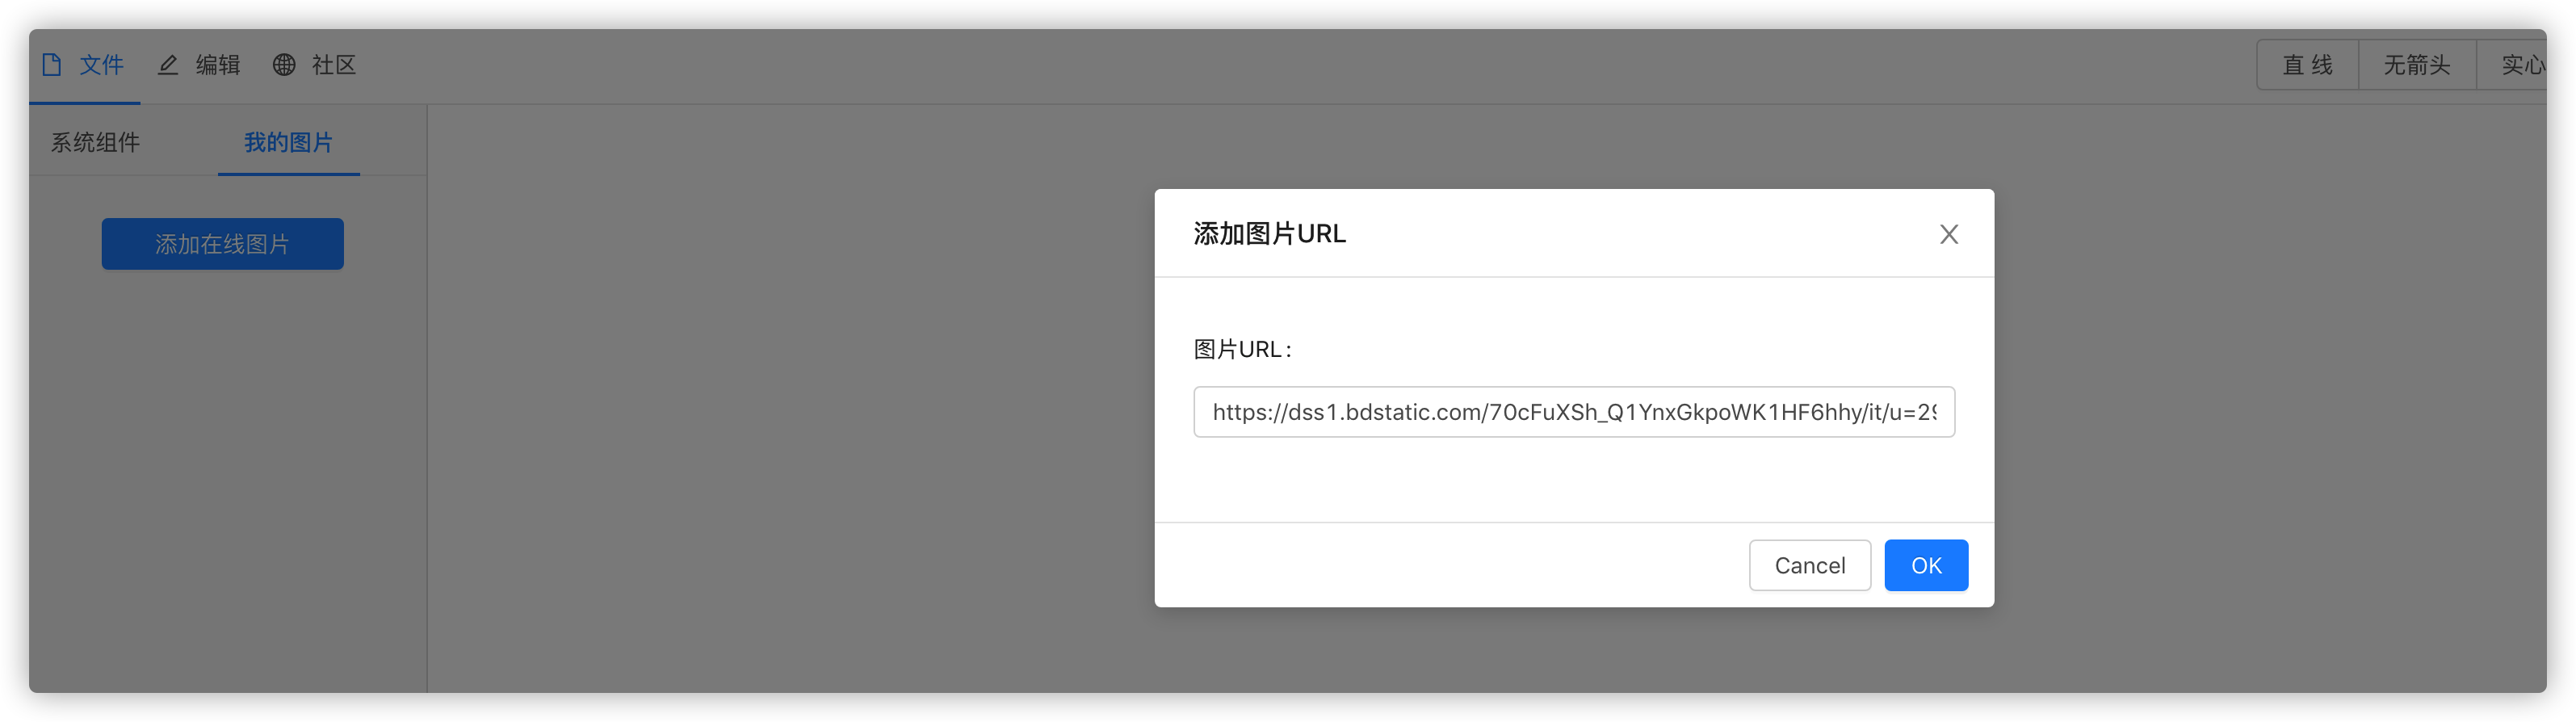 文件 编辑 社区 直 线 无箭头 实心
系统组件 我的图片
添加在线图片
添加图片URL
图片URL:
https://dss1.bdstatic.com/70cFuXSh_Q1YnxGkpoWK1HF6hhy/it/u=29
Cancel OK